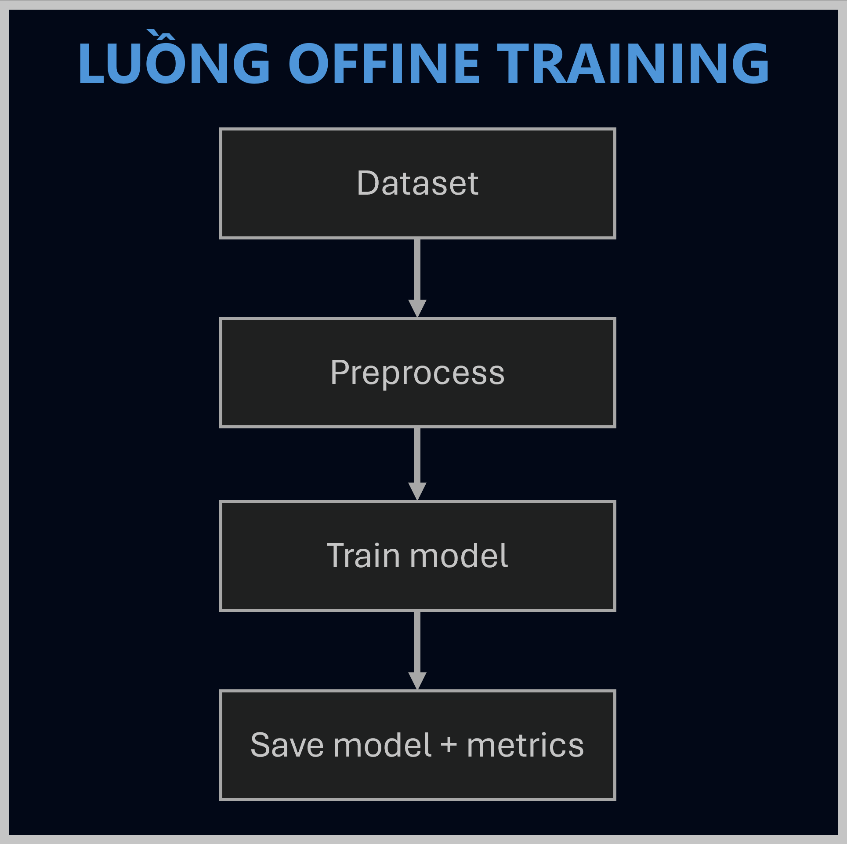 LUỒNG OFFINE TRAINING
Dataset
Preprocess
Train model
Save model + metrics